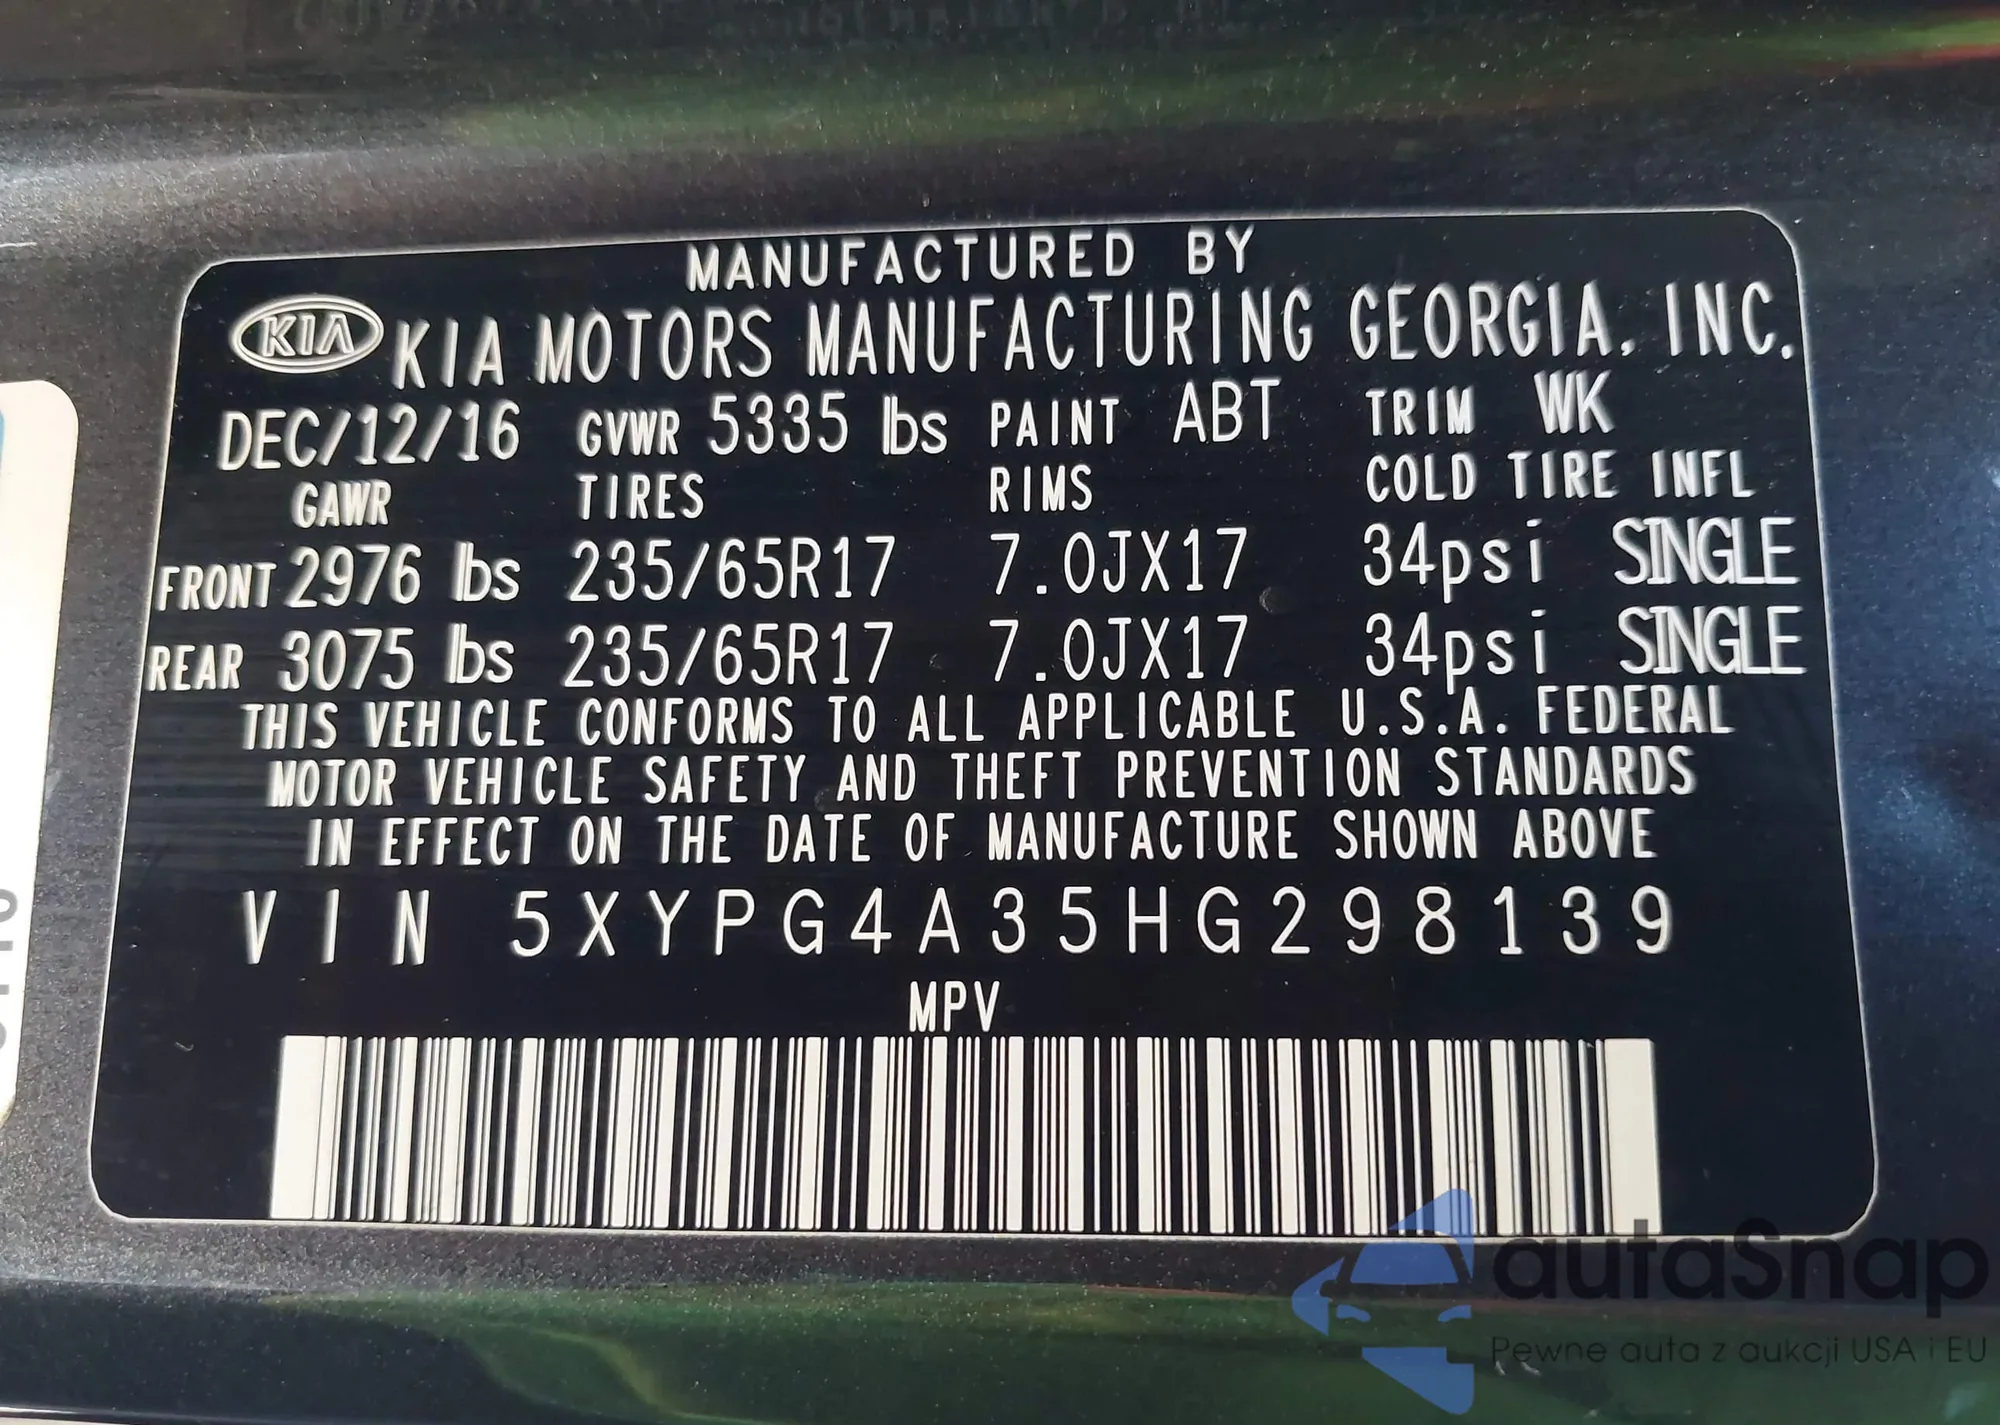 MANUFACTURED BY
KIA KIA MOTORS MANUFACTURING GEORGIA, INC.
DEC/12/16 GVWR 5335 lbs PAINT ABT TRIM WK
GAWR TIRES RIMS COLD TIRE INFL
FRONT 2976 lbs 235/65R17 7.0JX17 34psi SINGLE
REAR 3075 lbs 235/65R17 7.0JX17 34psi SINGLE
THIS VEHICLE CONFORMS TO ALL APPLICABLE U.S.A. FEDERAL
MOTOR VEHICLE SAFETY AND THEFT PREVENTION STANDARDS
IN EFFECT ON THE DATE OF MANUFACTURE SHOWN ABOVE
VIN 5XYPG4A35HG298139
MPV
autaSnap
Pewne auta z aukcji USA i EU